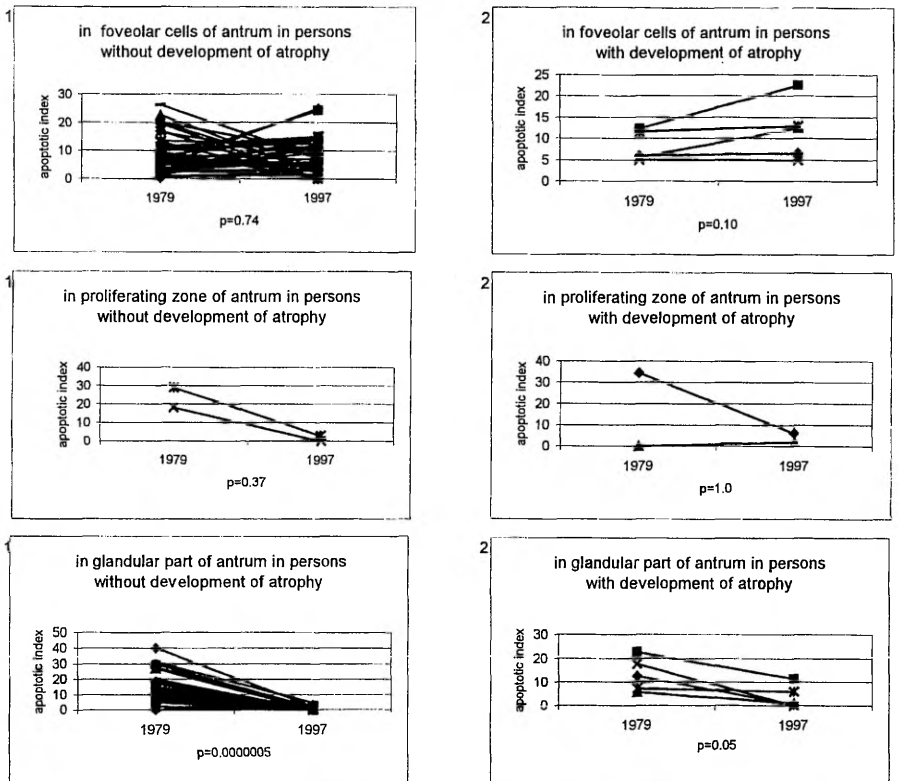 1
in foveolar cells of antrum in persons
without development of atrophy
apoptotic index
30
20
10
0
1979 1997
p=0.74
2
in foveolar cells of antrum in persons
with development of atrophy
apoptotic index
25
20
15
10
5
0
1979 1997
p=0.10
1
in proliferating zone of antrum in persons
without development of atrophy
apoptotic index
40
30
20
10
0
1979 1997
p=0.37
2
in proliferating zone of antrum in persons
with development of atrophy
apoptotic index
40
30
20
10
0
1979 1997
p=1.0
1
in glandular part of antrum in persons
without development of atrophy
apoptotic index
50
40
30
20
10
0
1979 1997
p=0.0000005
2
in glandular part of antrum in persons
with development of atrophy
apoptotic index
30
20
10
0
1979 1997
p=0.05